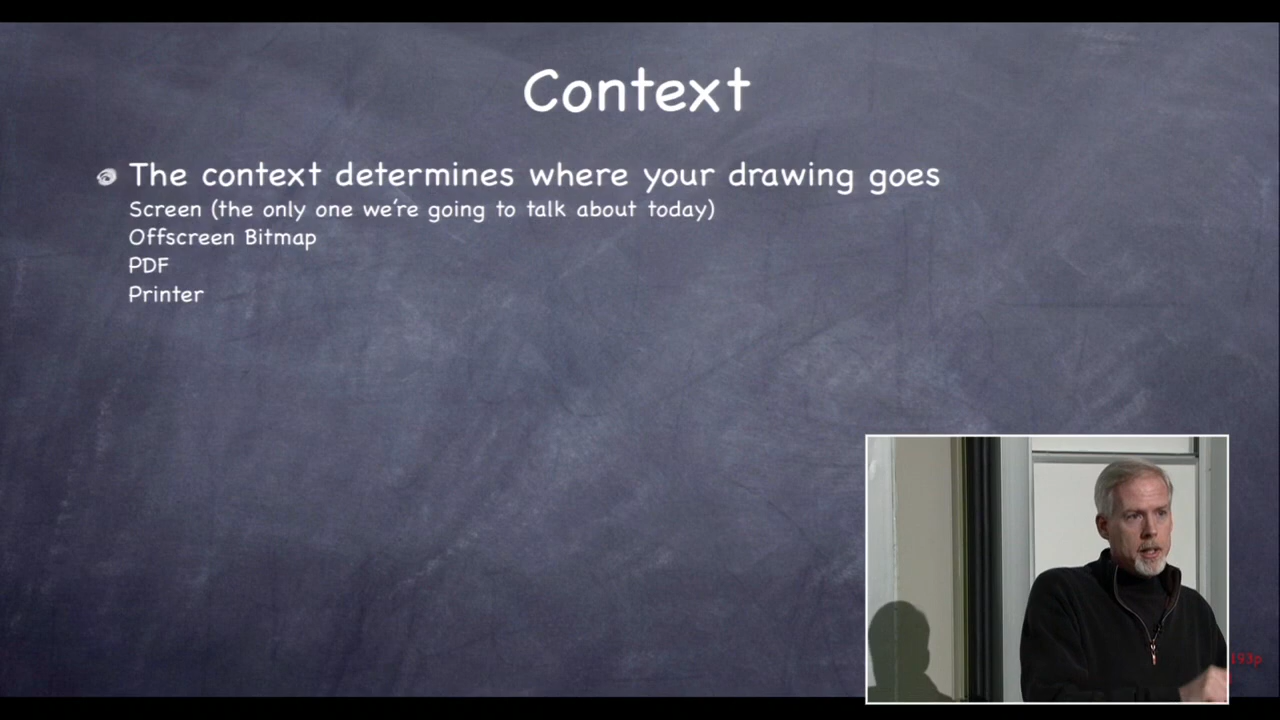 Context
The context determines where your drawing goes
Screen (the only one we're going to talk about today)
Offscreen Bitmap
PDF
Printer
193p